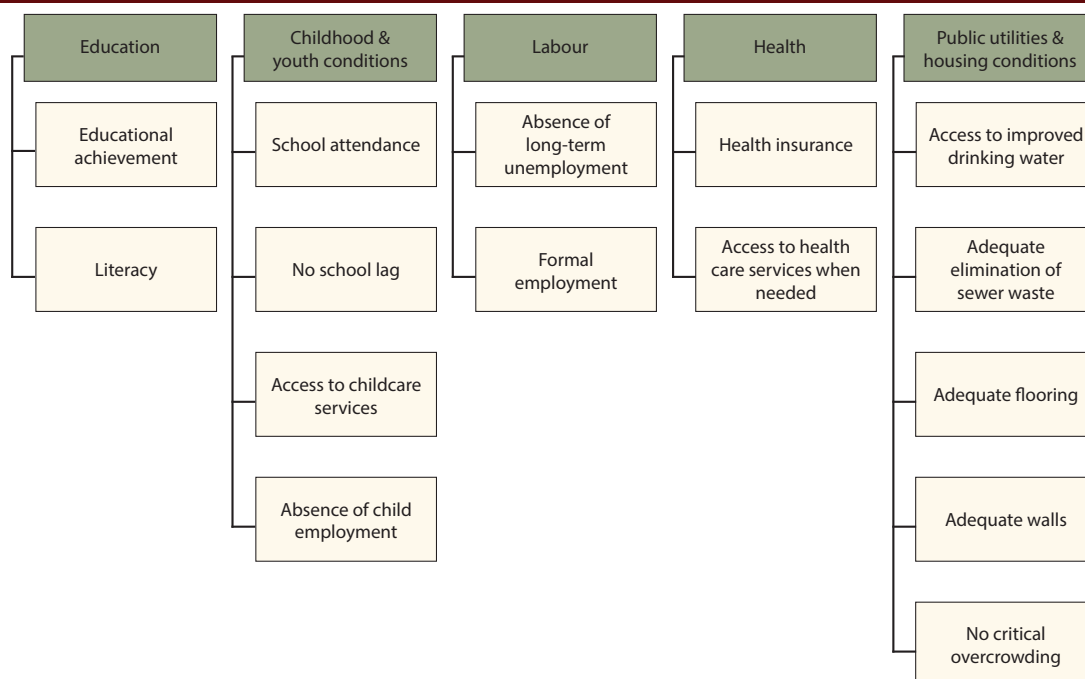 Education
Educational
achievement
Literacy
Childhood &
youth conditions
School attendance
No school lag
Access to childcare
services
Absence of child
employment
Labour
Absence of
long-term
unemployment
Formal
employment
Health
Health insurance
Access to health
care services when
needed
Public utilities &
housing conditions
Access to improved
drinking water
Adequate
elimination of
sewer waste
Adequate flooring
Adequate walls
No critical
overcrowding